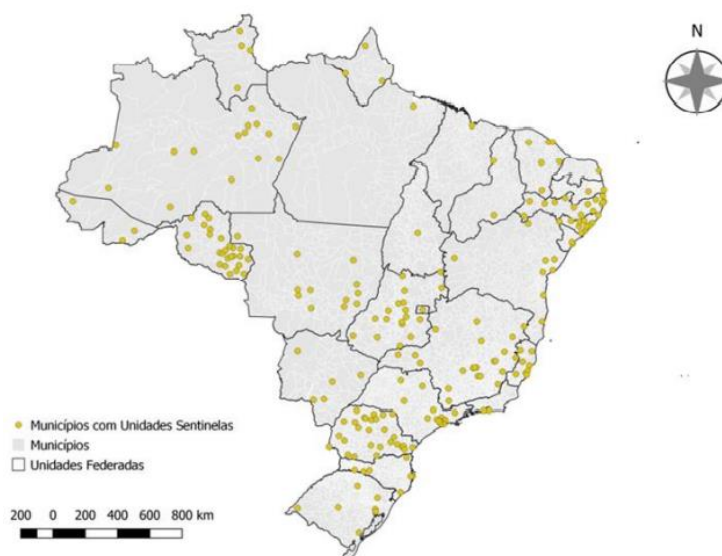 N
Municípios com Unidades Sentinelas
Municípios
Unidades Federadas
200 0 200 400 600 800 km